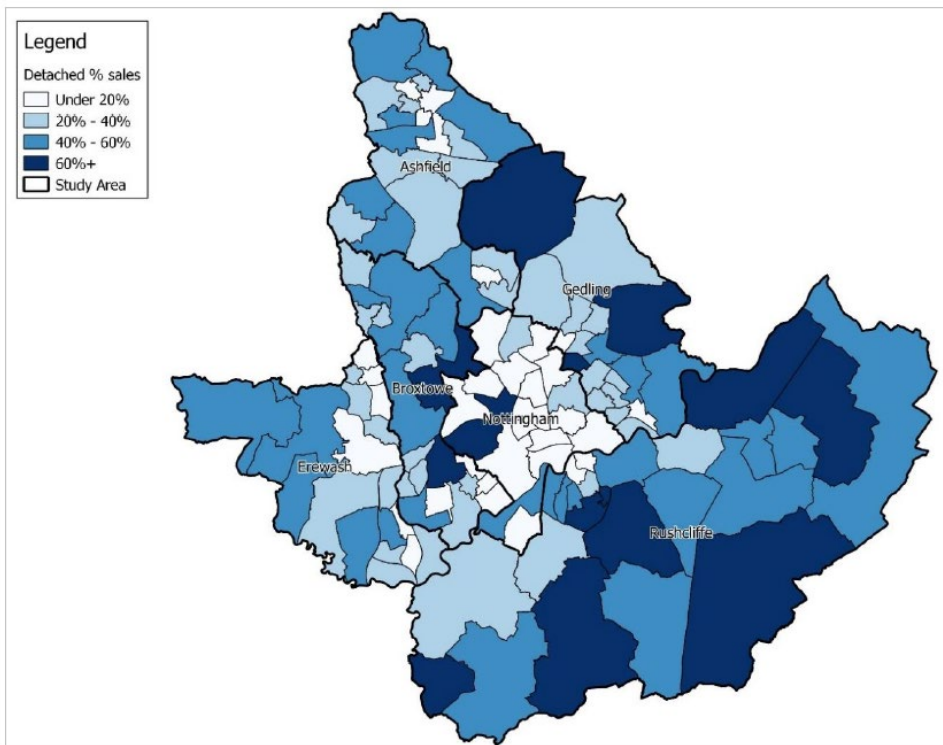 Legend
Detached % sales
Under 20%
20% - 40%
40% - 60%
60%+
Study Area
Ashfield
Gedling
Broxtowe
Nottingham
Erewash
Rushcliffe